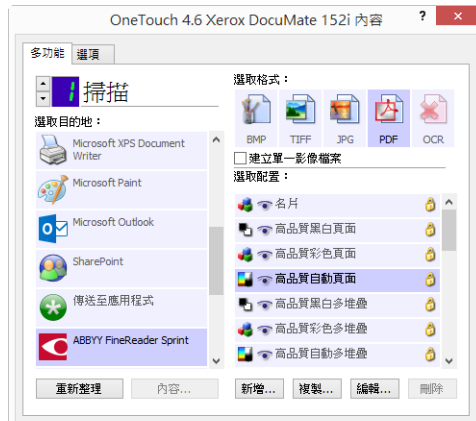 OneTouch 4.6 Xerox DocuMate 152i 內容
多功能 選項
1 掃描
選取目的地：
Microsoft XPS Document
Writer
Microsoft Paint
Microsoft Outlook
SharePoint
傳送至應用程式
ABBYY FineReader Sprint
重新整理 內容...
選取格式：
BMP TIFF JPG PDF OCR
建立單一影像檔案
選取配置：
名片
高品質黑白頁面
高品質彩色頁面
高品質自動頁面
高品質黑白多堆疊
高品質彩色多堆疊
高品質自動多堆疊
新增... 複製... 編輯... 刪除